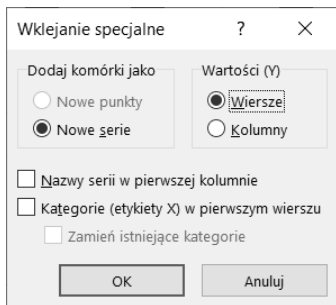 Wklejanie specjalne ? ×
Dodaj komórki jako
Nowe punkty
Nowe serie
Wartości (Y)
Wiersze
Kolumny
Nazwy serii w pierwszej kolumnie
Kategorie (etykiety X) w pierwszym wierszu
Zamień istniejące kategorie
OK
Anuluj